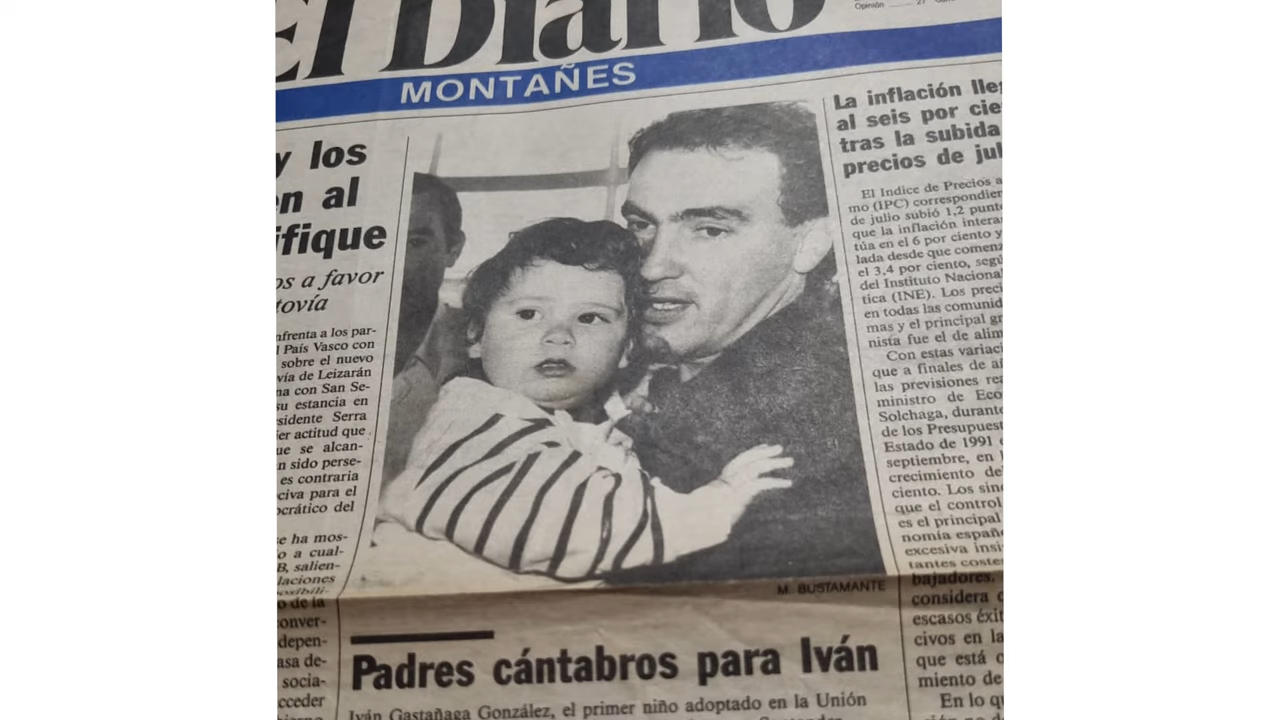 El Diario
Opinión ........ 27
MONTAÑES
y los
en al
ifique
os a favor
tovía
nfrenta a los par-
l País Vasco con
sobre el nuevo
vía de Leizarán
na con San Se-
su estancia en
sidente Serra
er actitud que
ue se alcan-
n sido perse-
es contraria
civa para el
ocrático del
e ha mos-
o a cual-
B, salien-
laciones
o de la
conver-
depen-
asa de-
socia-
cceder
M. BUSTAMANTE
Padres cántabros para Iván
Iván Gastañaga González, el primer niño adoptado en la Unión
La inflación lle
al seis por cie
tras la subida
precios de jul
El Indice de Precios a
mo (IPC) correspondien
de julio subió 1,2 punt
que la inflación intera
túa en el 6 por ciento y
lada desde que comenz
el 3,4 por ciento, segú
del Instituto Naciona
tica (INE). Los preci
en todas las comunid
mas y el principal gr
nista fue el de alim
Con estas variaci
que a finales de a
las previsiones rea
ministro de Eco
Solchaga, durante
de los Presupuest
Estado de 1991 e
septiembre, en l
crecimiento de
ciento. Los sin
que el control
es el principal
nomía españ
excesiva insi
tantes coste
bajadores.
considera
escasos éxit
civos en la
que está
miento de
En lo q